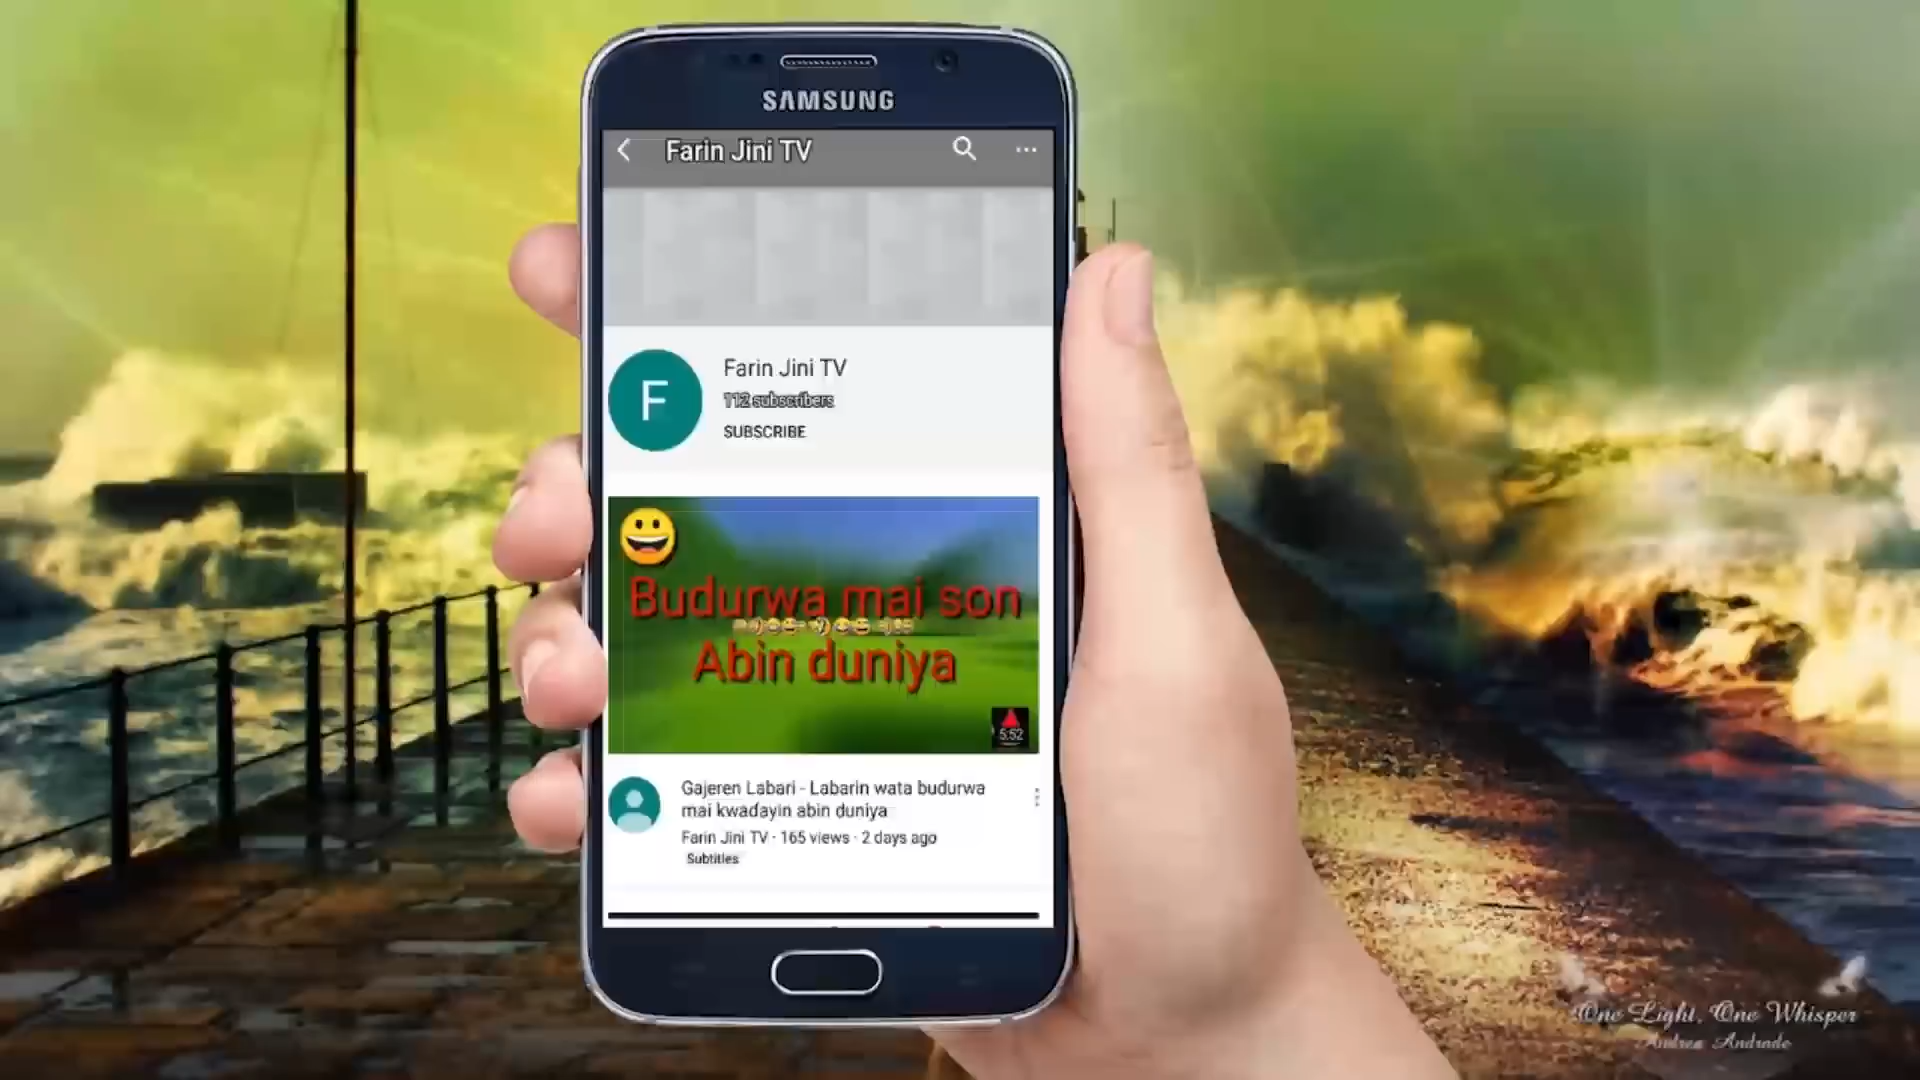 SAMSUNG
Farin Jini TV
F
Farin Jini TV
112 subscribers
SUBSCRIBE
Budurwa mai son
Abin duniya
5:52
Gajeren Labari - Labarin wata budurwa
mai kwadayin abin duniya
Farin Jini TV · 165 views · 2 days ago
Subtitles
One Light, One Whisper
Andrea Andrade